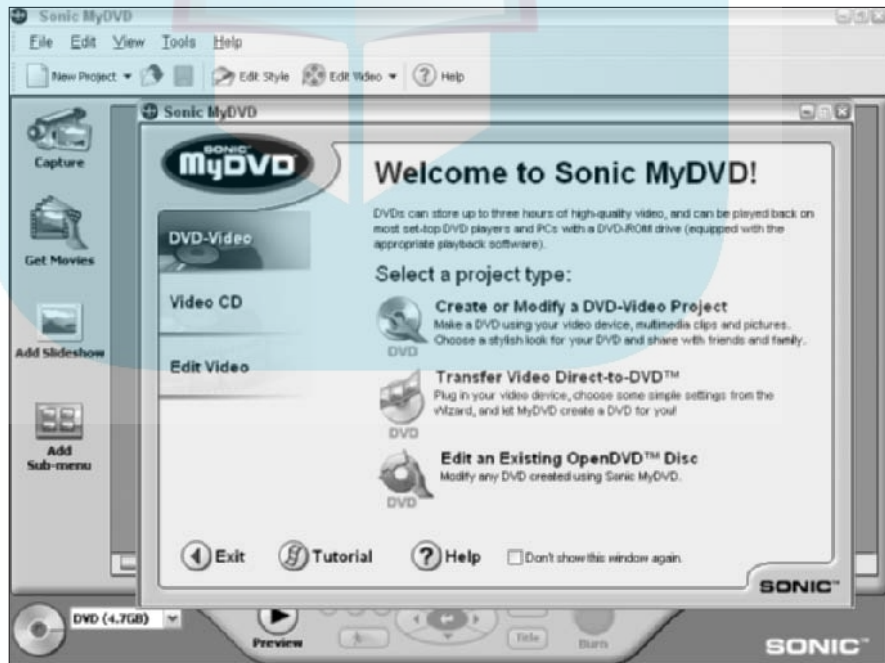 Sonic MyDVD
File Edit View Tools Help
New Project Edit Style Edit Video Help
Capture
Get Movies
Add Slideshow
Add
Sub-menu
Sonic MyDVD
SONIC
MyDVD
DVD-Video
Video CD
Edit Video
Welcome to Sonic MyDVD!
DVDs can store up to three hours of high-quality video, and can be played back on
most set-top DVD players and PCs with a DVD-ROM drive (equipped with the
appropriate playback software).
Select a project type:
Create or Modify a DVD-Video Project
Make a DVD using your video device, multimedia clips and pictures.
Choose a stylish look for your DVD and share with friends and family.
DVD
Transfer Video Direct-to-DVD™
Plug in your video device, choose some simple settings from the
Wizard, and let MyDVD create a DVD for you!
DVD
Edit an Existing OpenDVD™ Disc
Modify any DVD created using Sonic MyDVD.
DVD
Exit Tutorial Help Don't show this window again.
SONIC™
DVD (4.7GB)
Preview
Title
Burn
SONIC™